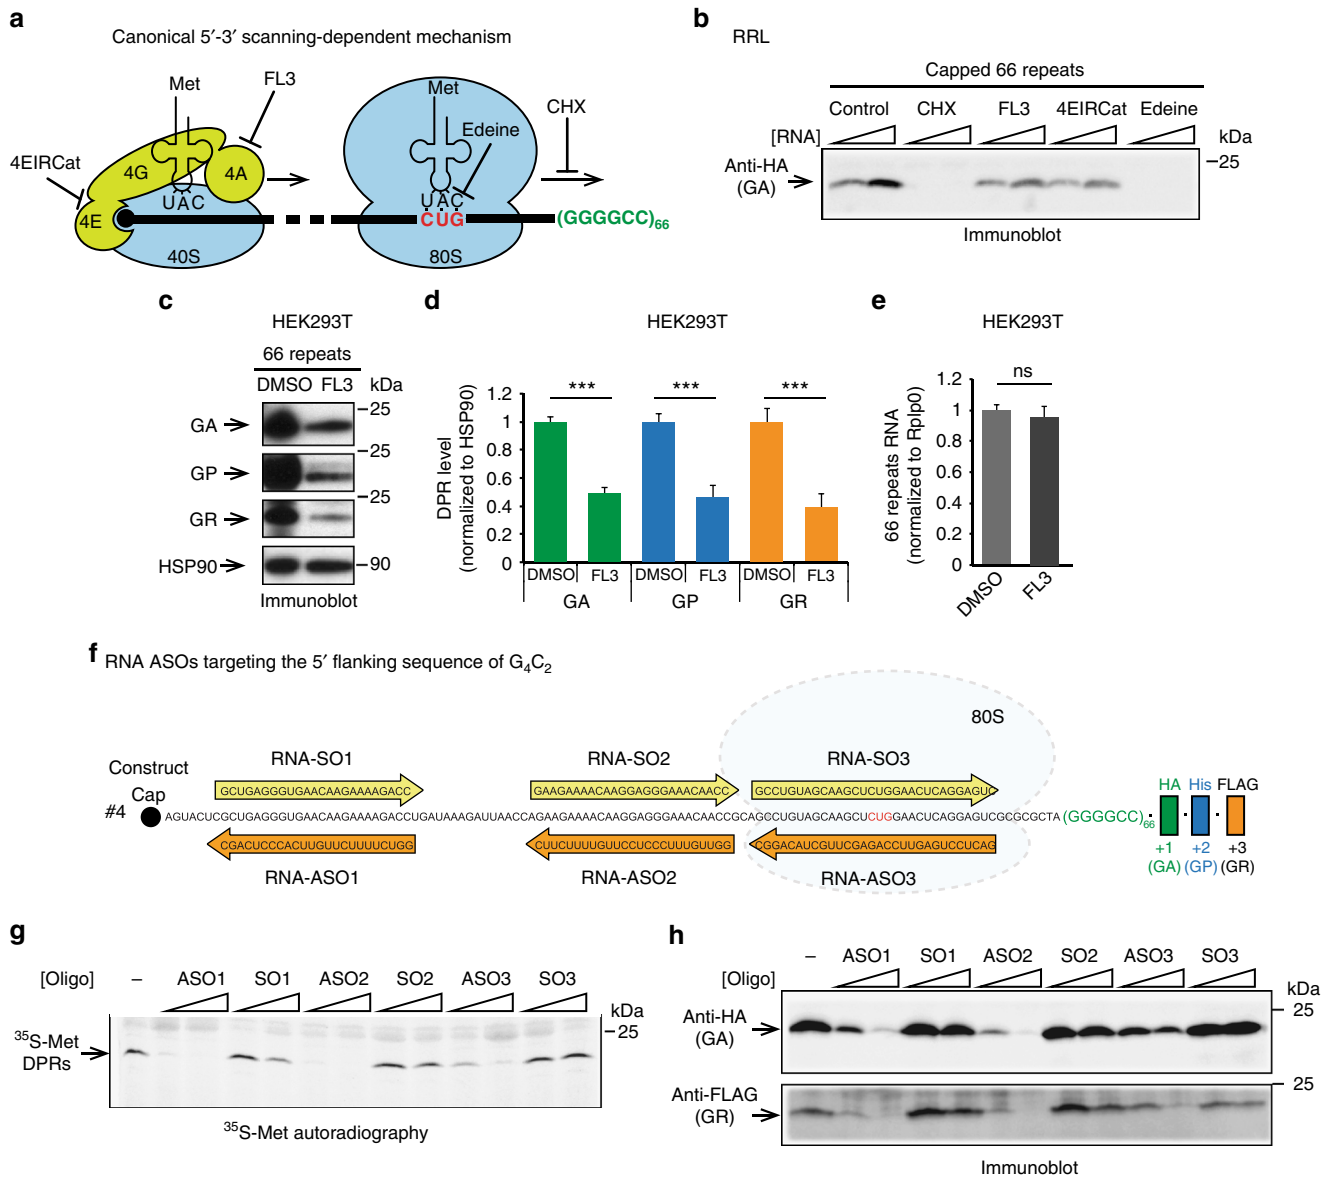 a
Canonical 5′-3′ scanning-dependent mechanism
Met
FL3
4EIRCat
4G
4A
UAC
4E
40S
Met
Edeine
CHX
UAC
CUG
(GGGGCC)66
80S
b
RRL
Capped 66 repeats
Control CHX FL3 4EIRCat Edeine
[RNA]
kDa
25
Anti-HA
(GA)
Immunoblot
c
HEK293T
66 repeats
DMSO FL3 kDa
25
GA
25
GP
25
GR
HSP90
90
Immunoblot
d
HEK293T
DPR level
(normalized to HSP90)
1.2
1
0.8
0.6
0.4
0.2
0
*** *** ***
DMSO FL3 DMSO FL3 DMSO FL3
GA GP GR
e
HEK293T
66 repeats RNA
(normalized to Rplp0)
1.2
1
0.8
0.6
0.4
0.2
0
ns
DMSO FL3
f
RNA ASOs targeting the 5′ flanking sequence of G4C2
80S
RNA-SO1 RNA-SO2 RNA-SO3
Construct
#4
Cap
GCUGAGGGUGAACAAGAAAAGACC GAAGAAAACAAGGAGGGAAACAACC GCCUGUAGCAAGCUCUGGAACUCAGGAGUC
HA His FLAG
AGUACUCGCUGAGGGUGAACAAGAAAAGACCUGAUAAAGAUUAACCAGAAGAAAACAAGGAGGGAAACAACCGCAGCCUGUAGCAAGCUCUGGAACUCAGGAGUCGCGCGCUA (GGGGCC)66
CGACUCCCACUUGUUCUUUUCUGG CUUCUUUUGUUCCUCCCUUUGUUGG CGGACAUCGUUCGAGACCUUGAGUCCUCAG
+1 +2 +3
(GA) (GP) (GR)
RNA-ASO1 RNA-ASO2 RNA-ASO3
g
[Oligo] – ASO1 SO1 ASO2 SO2 ASO3 SO3
kDa
25
35S-Met
DPRs
35S-Met autoradiography
h
[Oligo] – ASO1 SO1 ASO2 SO2 ASO3 SO3
kDa
25
Anti-HA
(GA)
25
Anti-FLAG
(GR)
Immunoblot